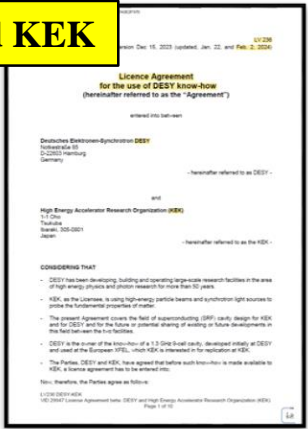 KEK
LV 236
Version Dec 15, 2023 (updated: Jan. 22, and Feb. 2, 2024)
Licence Agreement
for the use of DESY know-how
(hereinafter referred to as the "Agreement")
entered into between
Deutsches Elektronen-Synchrotron DESY
Notkestraße 85
D-22603 Hamburg
Germany
- hereinafter referred to as DESY -
and
High Energy Accelerator Research Organization (KEK)
1-1 Oho
Tsukuba
Ibaraki, 305-0801
Japan
- hereinafter referred to as the KEK -
CONSIDERING THAT
- DESY has been developing, building and operating large-scale research facilities in the area
of high energy physics and photon research for more than 50 years.
- KEK, as the Licensee, is using high-energy particle beams and synchrotron light sources to
probe the fundamental properties of matter.
- The present Agreement covers the field of superconducting (SRF) cavity design for KEK
and for DESY and for the future or potential sharing of existing or future developments in
this field between the two facilities.
- DESY is the owner of the know-how of a 1.3 GHz 9-cell cavity, developed initially at DESY
and used at the European XFEL, which KEK is interested in for replication at KEK.
- The Parties, DESY and KEK, have agreed that before such know-how is made available to
KEK, a licence agreement has to be entered into;
Now, therefore, the Parties agree as follows:
LV236 DESY.KEK
Licence Agreement betw. DESY and High Energy Accelerator Research Organization (KEK)
Page 1 of 10